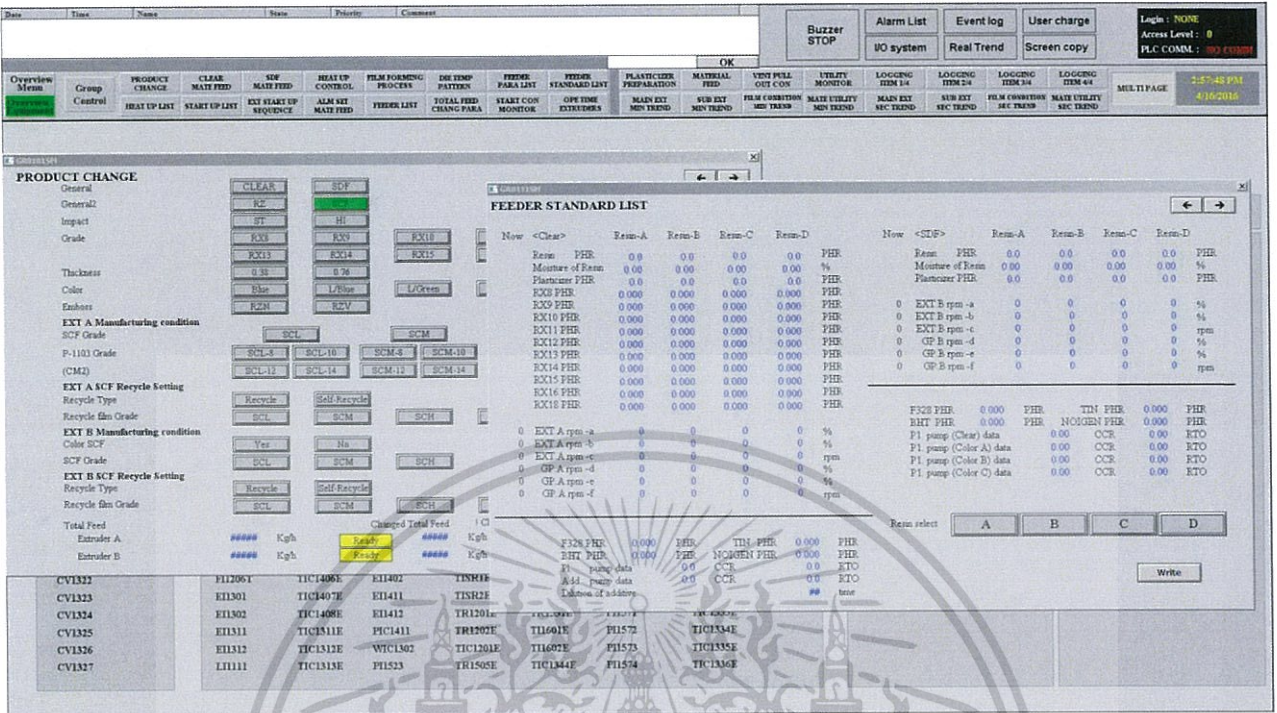 Date Time Name State Priority Comment
OK
Buzzer STOP
Alarm List Event log User charge
I/O system Real Trend Screen copy
Login : NONE
Access Level : 0
PLC COMM. : NO COMM
Overview Menu Group Control PRODUCT CHANGE CLEAR MATE FEED SDF MATE FEED HEAT UP CONTROL FILM FORMING PROCESS DIE TEMP PATTERN FEEDER PARA LIST FEEDER STANDARD LIST PLASTICIZER PREPARATION MATERIAL FEED VENT PULL OUT CON UTILITY MONITOR LOGGING ITEM 1/4 LOGGING ITEM 2/4 LOGGING ITEM 3/4 LOGGING ITEM 4/4 MULTI PAGE 2:57:48 PM
Overview HEAT UP LIST START UP LIST EXT START UP SEQUENCE ALM SET MATE FEED FEEDER LIST TOTAL FEED CHANG PARA START CON MONITOR OPE TIME EXTRUDERS MAIN EXT MIN TREND SUB EXT MIN TREND FILM CONDITION MIN TREND MATE UTILITY MIN TREND MAIN EXT SEC TREND SUB EXT SEC TREND FILM CONDITION SEC TREND MATE UTILITY SEC TREND 4/16/2016
PRODUCT CHANGE
General CLEAR SDF
General2 RZ
Impact ST HI
Grade RX8 RX9 RX10
RX13 RX14 RX15
Thickness 0.38 0.76
Color Blue L/Blue L/Green
Emboss RZN RZV
EXT A Manufacturing condition
SCF Grade SCL SCM
P-1103 Grade SCL-8 SCL-10 SCM-8 SCM-10
(CM2) SCL-12 SCL-14 SCM-12 SCM-14
EXT A SCF Recycle Setting
Recycle Type Recycle Self-Recycle
Recycle film Grade SCL SCM SCH
EXT B Manufacturing condition
Color SCF Yes No
SCF Grade SCL SCM SCH
EXT B SCF Recycle Setting
Recycle Type Recycle Self-Recycle
Recycle film Grade SCL SCM SCH
Total Feed Changed Total Feed
Extruder A ##### Kg/h Ready ##### Kg/h
Extruder B ##### Kg/h Ready ##### Kg/h
FEEDER STANDARD LIST
Now <Clear> Resin-A Resin-B Resin-C Resin-D
Resin PHR 0.0 0.0 0.0 0.0 PHR
Moisture of Resin 0.00 0.00 0.00 0.00 %
Plasticizer PHR 0.0 0.0 0.0 0.0 PHR
RX8 PHR 0.000 0.000 0.000 0.000 PHR
RX9 PHR 0.000 0.000 0.000 0.000 PHR
RX10 PHR 0.000 0.000 0.000 0.000 PHR
RX11 PHR 0.000 0.000 0.000 0.000 PHR
RX12 PHR 0.000 0.000 0.000 0.000 PHR
RX13 PHR 0.000 0.000 0.000 0.000 PHR
RX14 PHR 0.000 0.000 0.000 0.000 PHR
RX15 PHR 0.000 0.000 0.000 0.000 PHR
RX16 PHR 0.000 0.000 0.000 0.000 PHR
RX18 PHR 0.000 0.000 0.000 0.000 PHR
0 EXT A rpm -a 0 0 0 0 %
0 EXT A rpm -b 0 0 0 0 %
0 EXT A rpm -c 0 0 0 0 rpm
0 GP A rpm -d 0 0 0 0 %
0 GP A rpm -e 0 0 0 0 %
0 GP A rpm -f 0 0 0 0 rpm
F328 PHR 0.000 PHR TIN PHR 0.000 PHR
RHT PHR 0.000 PHR NOIGEN PHR 0.000 PHR
Pl pump data 0.0 CCR 0.0 RTO
Add. pump data 0.0 CCR 0.0 RTO
Dilution of additive ## time
Now <SDF> Resin-A Resin-B Resin-C Resin-D
Resin PHR 0.0 0.0 0.0 0.0 PHR
Moisture of Resin 0.00 0.00 0.00 0.00 %
Plasticizer PHR 0.0 0.0 0.0 0.0 PHR
0 EXT B rpm -a 0 0 0 0 %
0 EXT B rpm -b 0 0 0 0 %
0 EXT B rpm -c 0 0 0 0 rpm
0 GP B rpm -d 0 0 0 0 %
0 GP B rpm -e 0 0 0 0 %
0 GP B rpm -f 0 0 0 0 rpm
F328 PHR 0.000 PHR TIN PHR 0.000 PHR
RHT PHR 0.000 PHR NOIGEN PHR 0.000 PHR
Pl. pump (Clear) data 0.00 CCR 0.00 RTO
Pl. pump (Color A) data 0.00 CCR 0.00 RTO
Pl. pump (Color B) data 0.00 CCR 0.00 RTO
Pl. pump (Color C) data 0.00 CCR 0.00 RTO
Resin select A B C D
Write
CV1322 FI1206T TIC1406E EI1402
CV1323 EI1301 TIC1407E EI1411 TISR2E
CV1324 EI1302 TIC1408E EI1412 TR1201E
CV1325 EI1311 TIC1311E PIC1411 TR1202E TI1601E PI1572 TIC1334E
CV1326 EI1312 TIC1312E WIC1302 TIC1201E TI1602E PI1573 TIC1335E
CV1327 LI1111 TIC1313E PI1523 TR1505E TIC1344E PI1574 TIC1336E